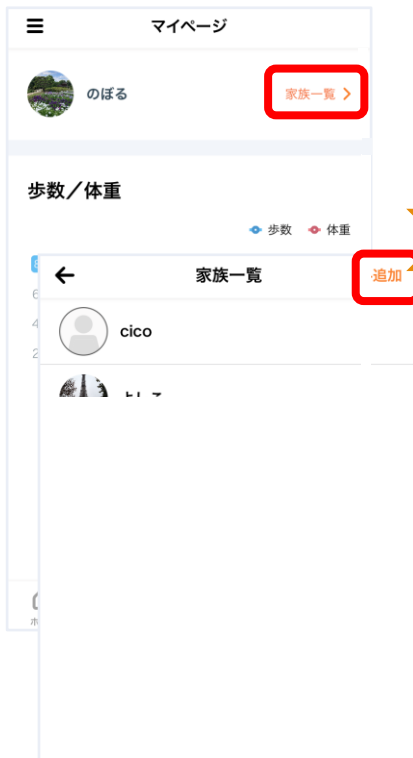 マイページ
のぼる
家族一覧
歩数／体重
歩数
体重
家族一覧
追加
cico